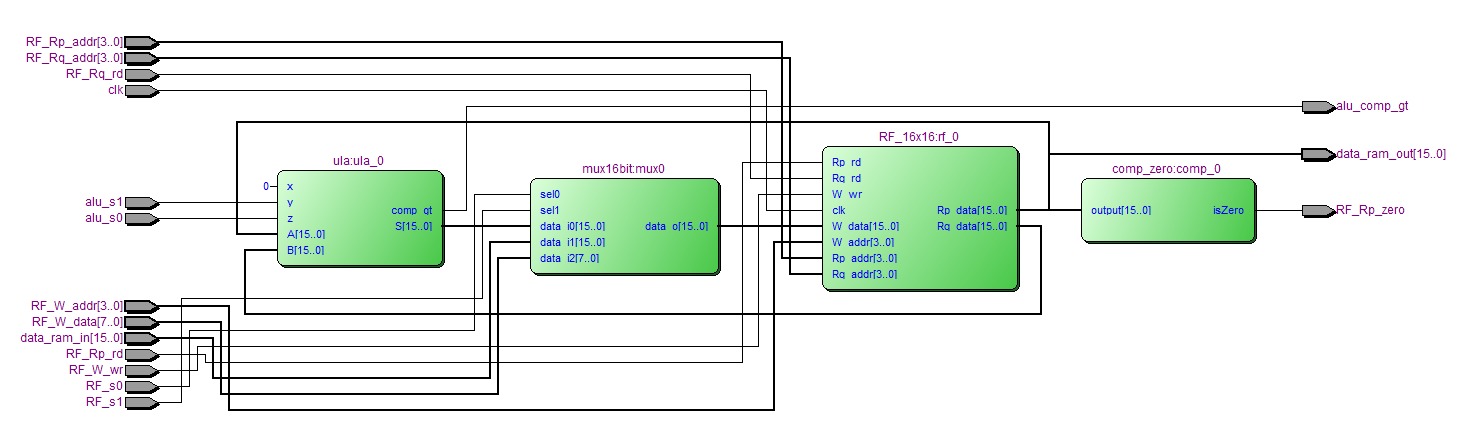 RF_Rp_addr[3..0]
RF_Rq_addr[3..0]
RF_Rq_rd
clk
alu_s1
alu_s0
RF_W_addr[3..0]
RF_W_data[7..0]
data_ram_in[15..0]
RF_Rp_rd
RF_W_wr
RF_s0
RF_s1
ula:ula_0
0
x
y
z
A[15..0]
B[15..0]
comp_gt
S[15..0]
mux16bit:mux0
sel0
sel1
data_i0[15..0]
data_i1[15..0]
data_i2[7..0]
data_o[15..0]
RF_16x16:rf_0
Rp_rd
Rq_rd
W_wr
clk
W_data[15..0]
W_addr[3..0]
Rp_addr[3..0]
Rq_addr[3..0]
Rp_data[15..0]
Rq_data[15..0]
comp_zero:comp_0
output[15..0]
isZero
alu_comp_gt
data_ram_out[15..0]
RF_Rp_zero